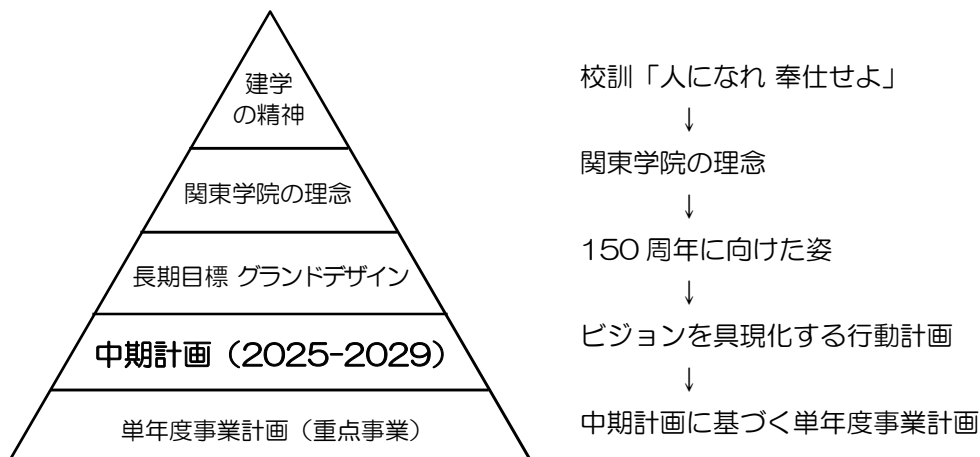 建学
の精神
関東学院の理念
長期目標 グランドデザイン
中期計画（2025-2029）
単年度事業計画（重点事業）
校訓「人になれ 奉仕せよ」
↓
関東学院の理念
↓
150 周年に向けた姿
↓
ビジョンを具現化する行動計画
↓
中期計画に基づく単年度事業計画